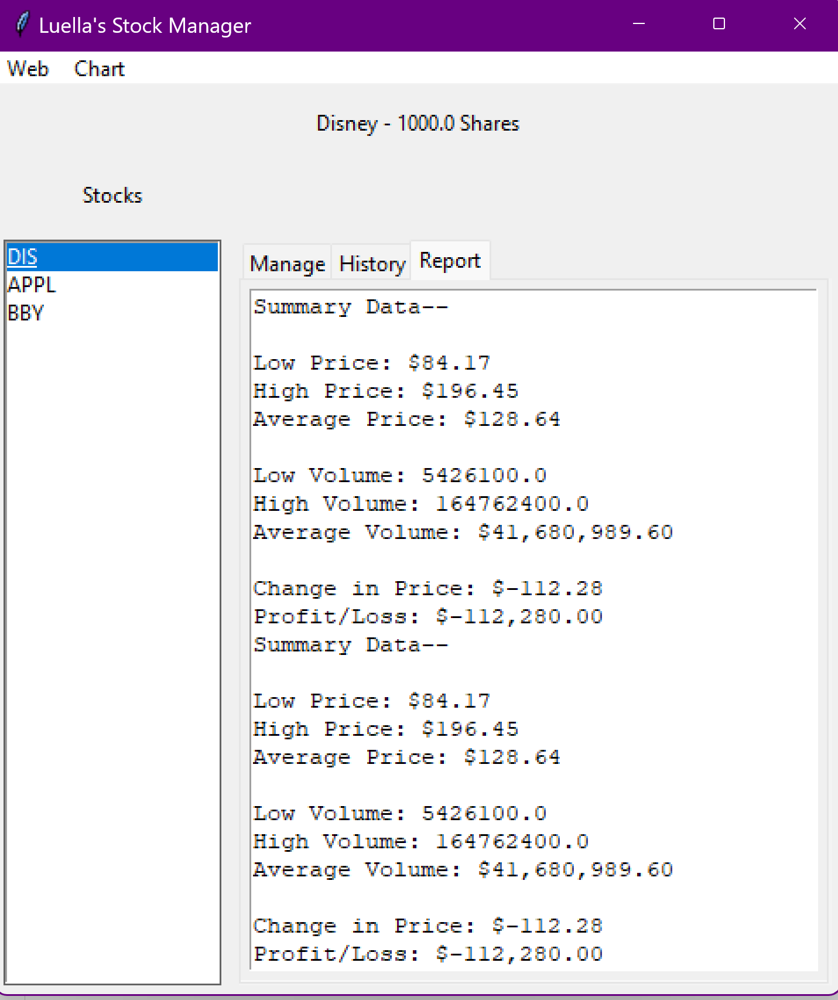 Luella's Stock Manager
Web Chart
Disney - 1000.0 Shares
Stocks
DIS
APPL
BBY
Manage History Report
Summary Data--
Low Price: $84.17
High Price: $196.45
Average Price: $128.64
Low Volume: 5426100.0
High Volume: 164762400.0
Average Volume: $41,680,989.60
Change in Price: $-112.28
Profit/Loss: $-112,280.00
Summary Data--
Low Price: $84.17
High Price: $196.45
Average Price: $128.64
Low Volume: 5426100.0
High Volume: 164762400.0
Average Volume: $41,680,989.60
Change in Price: $-112.28
Profit/Loss: $-112,280.00